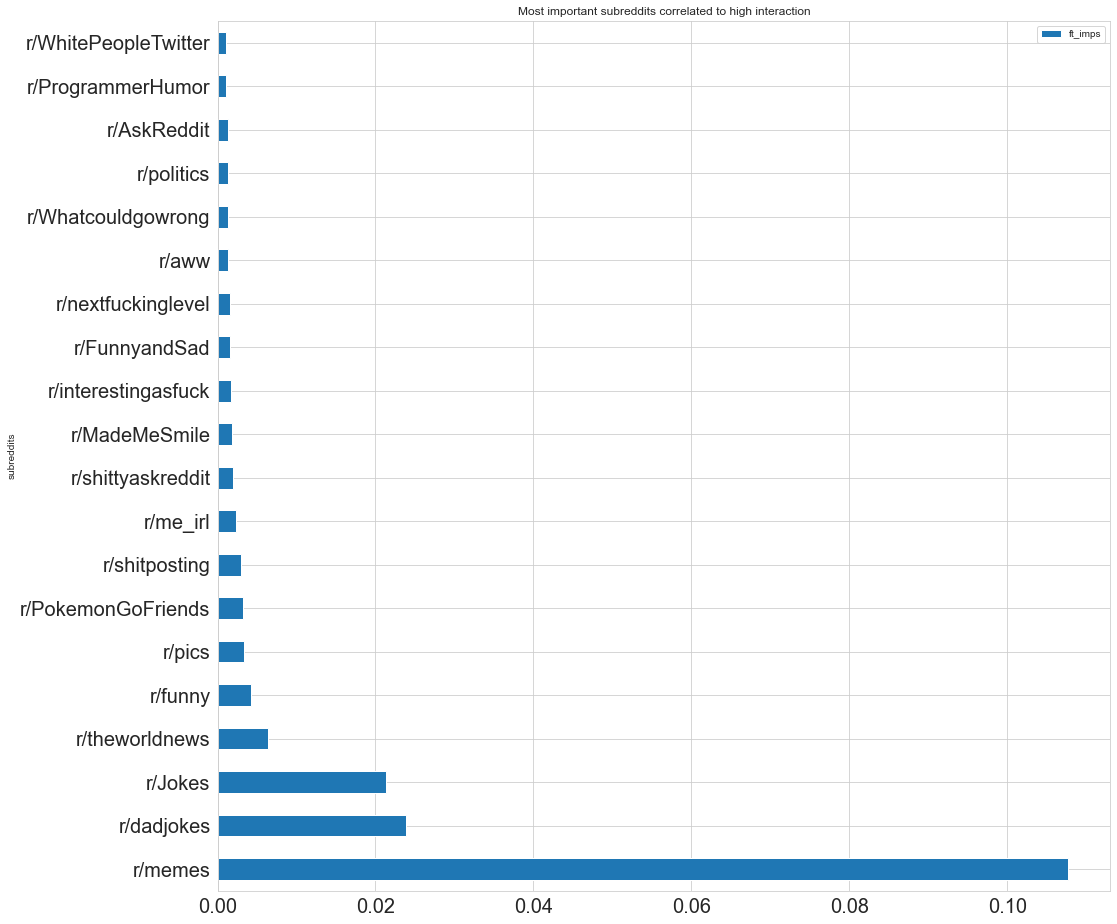 Most important subreddits correlated to high interaction
ft_imps
subreddits
r/WhitePeopleTwitter
r/ProgrammerHumor
r/AskReddit
r/politics
r/Whatcouldgowrong
r/aww
r/nextfuckinglevel
r/FunnyandSad
r/interestingasfuck
r/MadeMeSmile
r/shittyaskreddit
r/me_irl
r/shitposting
r/PokemonGoFriends
r/pics
r/funny
r/theworldnews
r/Jokes
r/dadjokes
r/memes
0.00 0.02 0.04 0.06 0.08 0.10